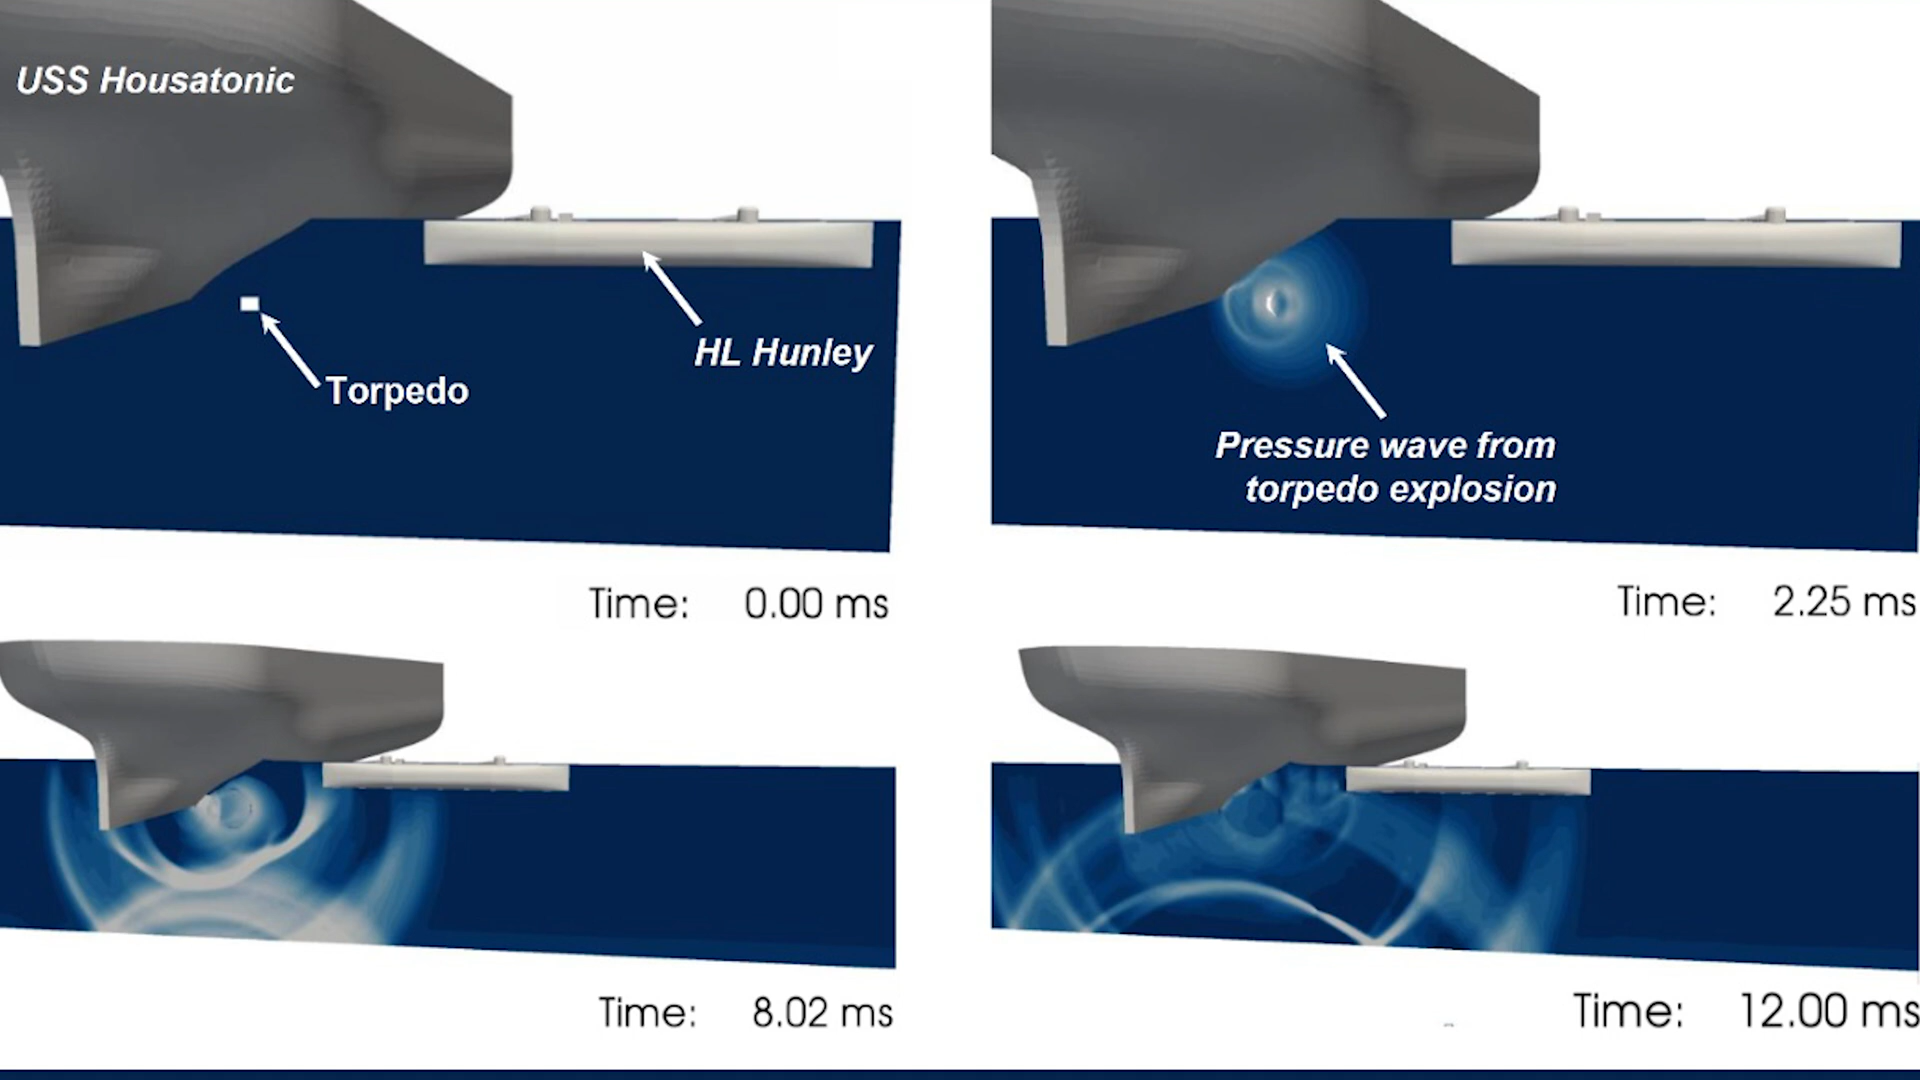 USS Housatonic
HL Hunley
Torpedo
Time: 0.00 ms
Pressure wave from
torpedo explosion
Time: 2.25 ms
Time: 8.02 ms
Time: 12.00 ms